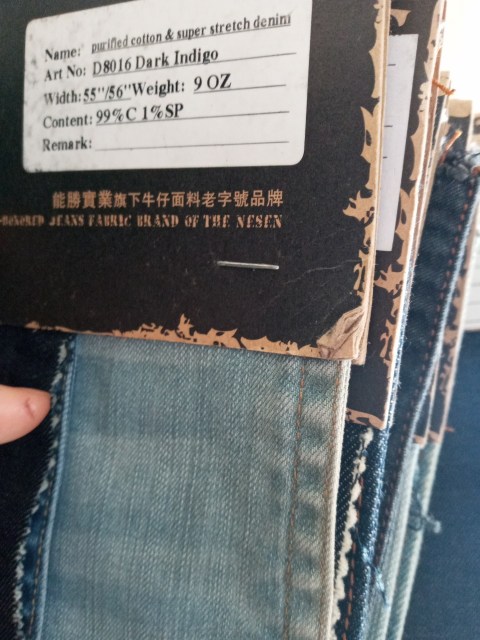 Name: purified cotton & super stretch denim
Art No: D8016 Dark Indigo
Width: 55"/56" Weight: 9 OZ
Content: 99%C 1%SP
Remark:
能勝實業旗下牛仔面料老字號品牌
-HONORED JEANS FABRIC BRAND OF THE NESEN